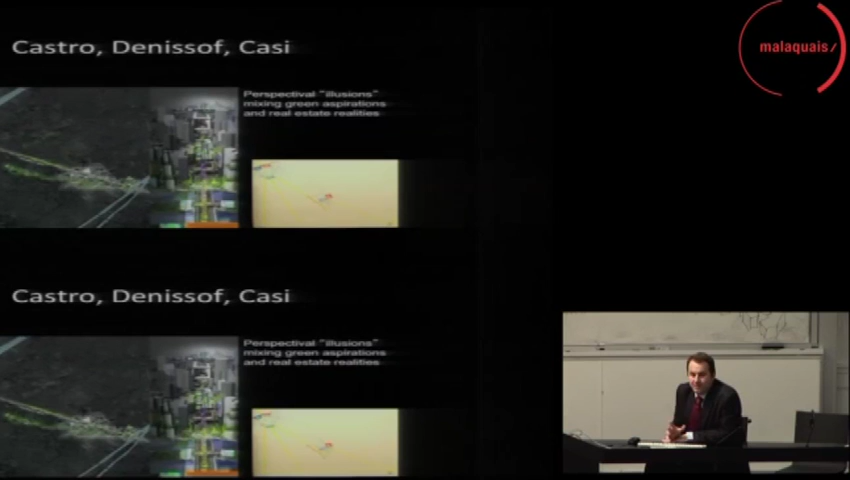 Castro, Denissof, Casi
Perspectival "illusions"
mixing green aspirations
and real estate realities
malaquais/
Castro, Denissof, Casi
Perspectival "illusions"
mixing green aspirations
and real estate realities